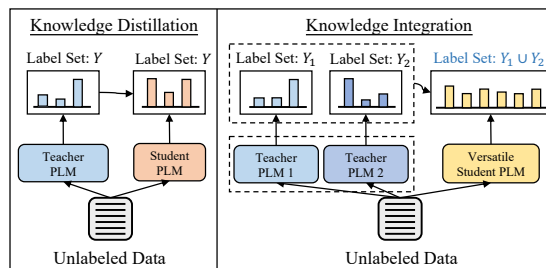 Knowledge Distillation
Label Set: Y
Label Set: Y
Teacher
PLM
Student
PLM
Unlabeled Data
Knowledge Integration
Label Set: Y₁
Label Set: Y₂
Label Set: Y₁ ∪ Y₂
Teacher
PLM 1
Teacher
PLM 2
Versatile
Student PLM
Unlabeled Data